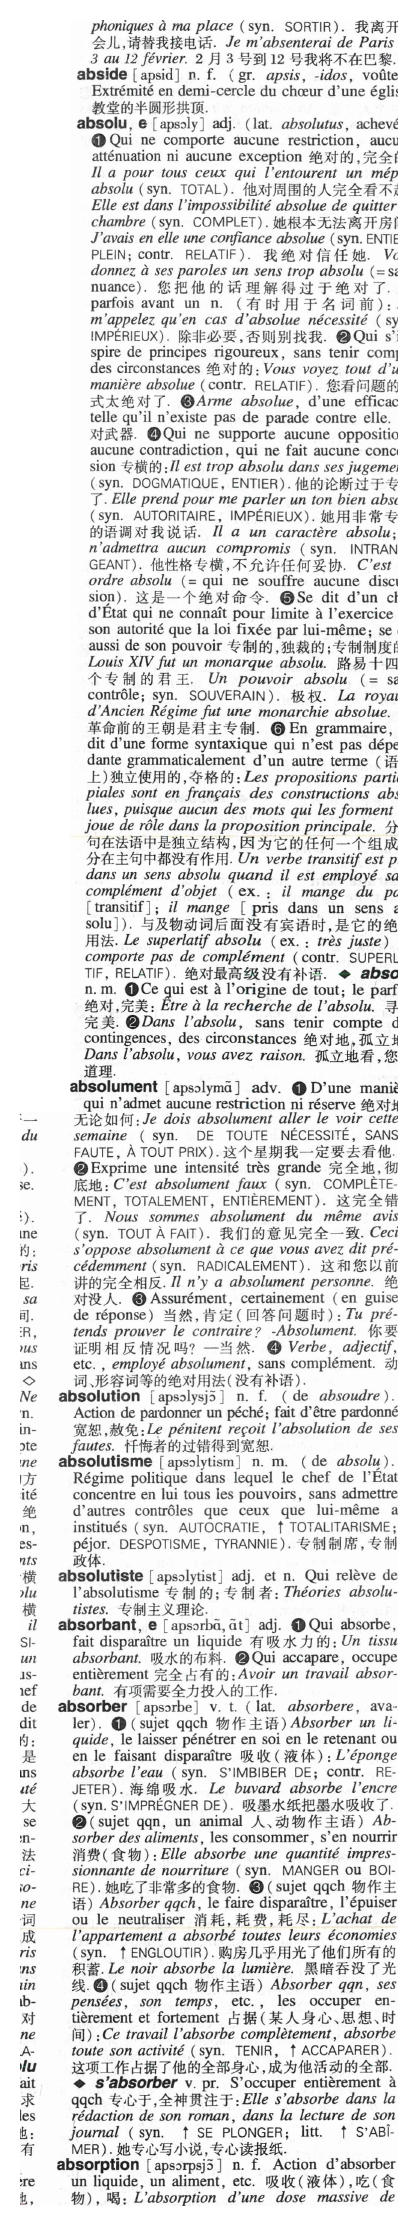 phoniques à ma place (syn. SORTIR). 我离开
会儿,请替我接电话. Je m'absenterai de Paris
3 au 12 février. 2 月 3 号到 12 号我将不在巴黎.
abside [apsid] n. f. (gr. apsis, -idos, voûte
Extrémité en demi-cercle du chœur d'une églis
教堂的半圆形拱顶.
absolu, e [apsɔly] adj. (lat. absolutus, achevé
❶Qui ne comporte aucune restriction, aucu
atténuation ni aucune exception 绝对的,完全的
Il a pour tous ceux qui l'entourent un mép
absolu (syn. TOTAL). 他对周围的人完全看不起
Elle est dans l'impossibilité absolue de quitter
chambre (syn. COMPLET). 她根本无法离开房间
J'avais en elle une confiance absolue (syn. ENTIE
PLEIN; contr. RELATIF). 我绝对信任她. Vo
donnez à ses paroles un sens trop absolu (= sa
nuance). 您把他的话理解得过于绝对了.
parfois avant un n. (有时用于名词前):
m'appelez qu'en cas d'absolue nécessité (sy
IMPÉRIEUX). 除非必要,否则别找我. ❷Qui s'i
spire de principes rigoureux, sans tenir comp
des circonstances 绝对的:Vous voyez tout d'u
manière absolue (contr. RELATIF). 您看问题的
式太绝对了. ❸Arme absolue, d'une efficac
telle qu'il n'existe pas de parade contre elle.
对武器. ❹Qui ne supporte aucune oppositio
aucune contradiction, qui ne fait aucune conc
sion 专横的:Il est trop absolu dans ses jugeme
(syn. DOGMATIQUE, ENTIER). 他的论断过于专
了. Elle prend pour me parler un ton bien abso
(syn. AUTORITAIRE, IMPÉRIEUX). 她用非常专
的语调对我说话. Il a un caractère absolu;
n'admettra aucun compromis (syn. INTRAN
GEANT). 他性格专横,不允许任何妥协. C'est
ordre absolu (= qui ne souffre aucune discu
sion). 这是一个绝对命令. ❺Se dit d'un ch
d'État qui ne connaît pour limite à l'exercice
son autorité que la loi fixée par lui-même; se
aussi de son pouvoir 专制的,独裁的;专制制度的
Louis XIV fut un monarque absolu. 路易十四
个专制的君王. Un pouvoir absolu (= sa
contrôle; syn. SOUVERAIN). 极权. La royau
d'Ancien Régime fut une monarchie absolue.
革命前的王朝是君主专制. ❻En grammaire,
dit d'une forme syntaxique qui n'est pas dépe
dante grammaticalement d'un autre terme (语
上)独立使用的,夺格的:Les propositions partic
piales sont en français des constructions abs
lues, puisque aucun des mots qui les forment
joue de rôle dans la proposition principale. 分
句在法语中是独立结构,因为它的任何一个组成
分在主句中都没有作用. Un verbe transitif est p
dans un sens absolu quand il est employé sa
complément d'objet (ex.: il mange du pa
[transitif]; il mange [pris dans un sens a
solu]). 与及物动词后面没有宾语时,是它的绝
用法. Le superlatif absolu (ex.: très juste)
comporte pas de complément (contr. SUPERL
TIF, RELATIF). 绝对最高级没有补语. ◆ abso
n. m. ❶Ce qui est à l'origine de tout; le parf
绝对,完美: Être à la recherche de l'absolu. 寻
完美. ❷Dans l'absolu, sans tenir compte d
contingences, des circonstances 绝对地,孤立地
Dans l'absolu, vous avez raison. 孤立地看,您
道理.
absolument [apsɔlymɑ̃] adv. ❶D'une maniè
qui n'admet aucune restriction ni réserve 绝对地
无论如何:Je dois absolument aller le voir cette
semaine (syn. DE TOUTE NÉCESSITÉ, SANS
FAUTE, À TOUT PRIX). 这个星期我一定要去看他.
❷Exprime une intensité très grande 完全地,彻
底地: C'est absolument faux (syn. COMPLÈTE-
MENT, TOTALEMENT, ENTIÈREMENT). 这完全错
了. Nous sommes absolument du même avis
(syn. TOUT À FAIT). 我们的意见完全一致. Ceci
s'oppose absolument à ce que vous avez dit pré-
cédemment (syn. RADICALEMENT). 这和您以前
讲的完全相反. Il n'y a absolument personne. 绝
对没人. ❸Assurément, certainement (en guise
de réponse) 当然,肯定(回答问题时):Tu pré-
tends prouver le contraire? -Absolument. 你要
证明相反情况吗? —当然. ❹Verbe, adjectif,
etc., employé absolument, sans complément. 动
词、形容词等的绝对用法(没有补语).
absolution [apsɔlysjɔ̃] n. f. (de absoudre).
Action de pardonner un péché; fait d'être pardonné
宽恕,赦免:Le pénitent reçoit l'absolution de ses
fautes. 忏悔者的过错得到宽恕.
absolutisme [apsɔlytism] n. m. (de absolu).
Régime politique dans lequel le chef de l'État
concentre en lui tous les pouvoirs, sans admettre
d'autres contrôles que ceux que lui-même a
institués (syn. AUTOCRATIE, ↑ TOTALITARISME;
péjor. DESPOTISME, TYRANNIE). 专制制席,专制
政体.
absolutiste [apsɔlytist] adj. et n. Qui relève de
l'absolutisme 专制的;专制者:Théories absolu-
tistes. 专制主义理论.
absorbant, e [apsɔrbɑ̃, ɑ̃t] adj. ❶Qui absorbe,
fait disparaître un liquide 有吸水力的:Un tissu
absorbant. 吸水的布料. ❷Qui accapare, occupe
entièrement 完全占有的:Avoir un travail absor-
bant. 有项需要全力投入的工作.
absorber [apsɔrbe] v. t. (lat. absorbere, ava-
ler). ❶(sujet qqch 物作主语)Absorber un li-
quide, le laisser pénétrer en soi en le retenant ou
en le faisant disparaître 吸收(液体):L'éponge
absorbe l'eau (syn. S'IMBIBER DE; contr. RE-
JETER). 海绵吸水. Le buvard absorbe l'encre
(syn. S'IMPRÉGNER DE). 吸墨水纸把墨水吸收了.
❷(sujet qqn, un animal 人、动物作主语) Ab-
sorber des aliments, les consommer, s'en nourrir
消费(食物):Elle absorbe une quantité impres-
sionnante de nourriture (syn. MANGER ou BOI-
RE). 她吃了非常多的食物. ❸(sujet qqch 物作主
语) Absorber qqch, le faire disparaître, l'épuiser
ou le neutraliser 消耗,耗费,耗尽:L'achat de
l'appartement a absorbé toutes leurs économies
(syn. ↑ ENGLOUTIR). 购房几乎用光了他们所有的
积蓄. Le noir absorbe la lumière. 黑暗吞没了光
线. ❹(sujet qqch 物作主语) Absorber qqn, ses
pensées, son temps, etc., les occuper en-
tièrement et fortement 占据(某人身心、思想、时
间):Ce travail l'absorbe complètement, absorbe
toute son activité (syn. TENIR, ↑ ACCAPARER).
这项工作占据了他的全部身心,成为他活动的全部.
◆ s'absorber v. pr. S'occuper entièrement à
qqch 专心于,全神贯注于:Elle s'absorbe dans la
rédaction de son roman, dans la lecture de son
journal (syn. ↑ SE PLONGER; litt. ↑ S'ABÎ-
MER). 她专心写小说,专心读报纸.
absorption [apsɔrpsjɔ̃] n. f. Action d'absorber
un liquide, un aliment, etc. 吸收(液体),吃(食
物), 喝: L'absorption d'une dose massive de